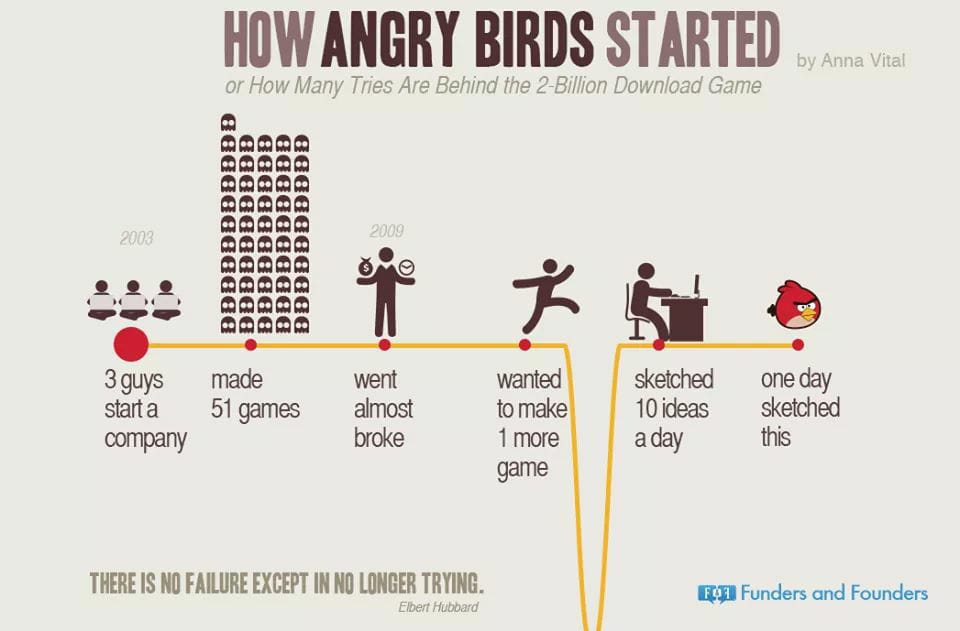 HOW ANGRY BIRDS STARTED
by Anna Vital
or How Many Tries Are Behind the 2-Billion Download Game
2003
2009
$
3 guys
start a
company
made
51 games
went
almost
broke
wanted
to make
1 more
game
sketched
10 ideas
a day
one day
sketched
this
THERE IS NO FAILURE EXCEPT IN NO LONGER TRYING.
Elbert Hubbard
Funders and Founders